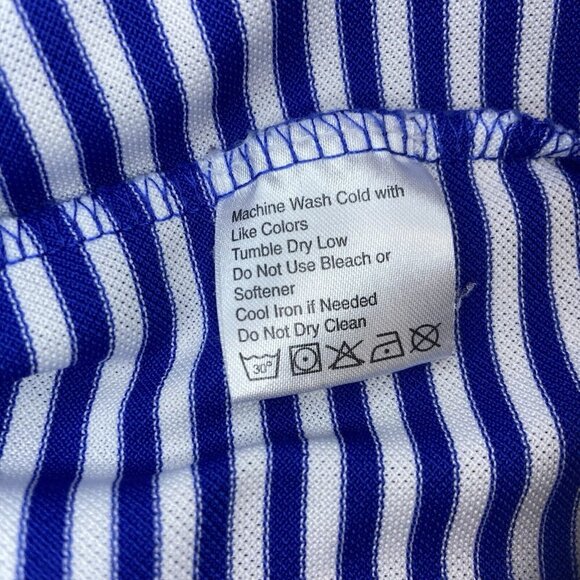 Machine Wash Cold with
Like Colors
Tumble Dry Low
Do Not Use Bleach or
Softener
Cool Iron if Needed
Do Not Dry Clean
30°